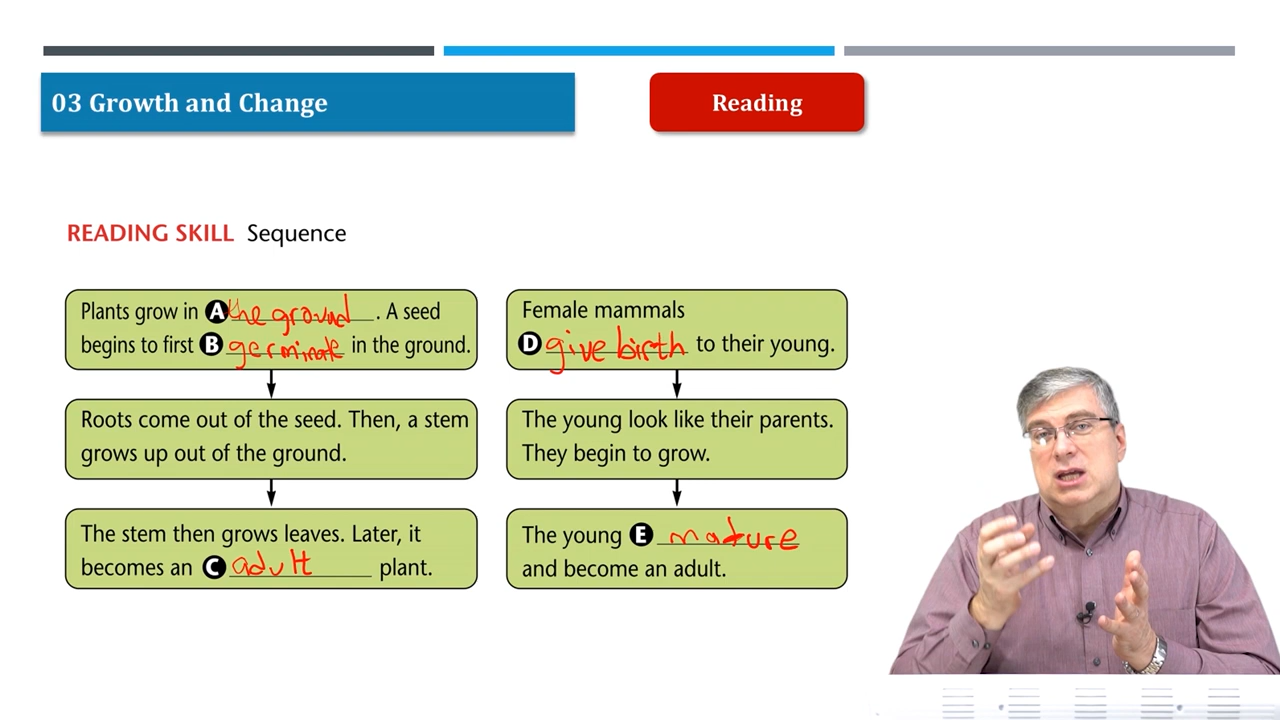 03 Growth and Change
Reading
READING SKILL Sequence
Plants grow in A the ground. A seed
begins to first B germinate in the ground.
Roots come out of the seed. Then, a stem
grows up out of the ground.
The stem then grows leaves. Later, it
becomes an C adult plant.
Female mammals
D give birth to their young.
The young look like their parents.
They begin to grow.
The young E mature
and become an adult.